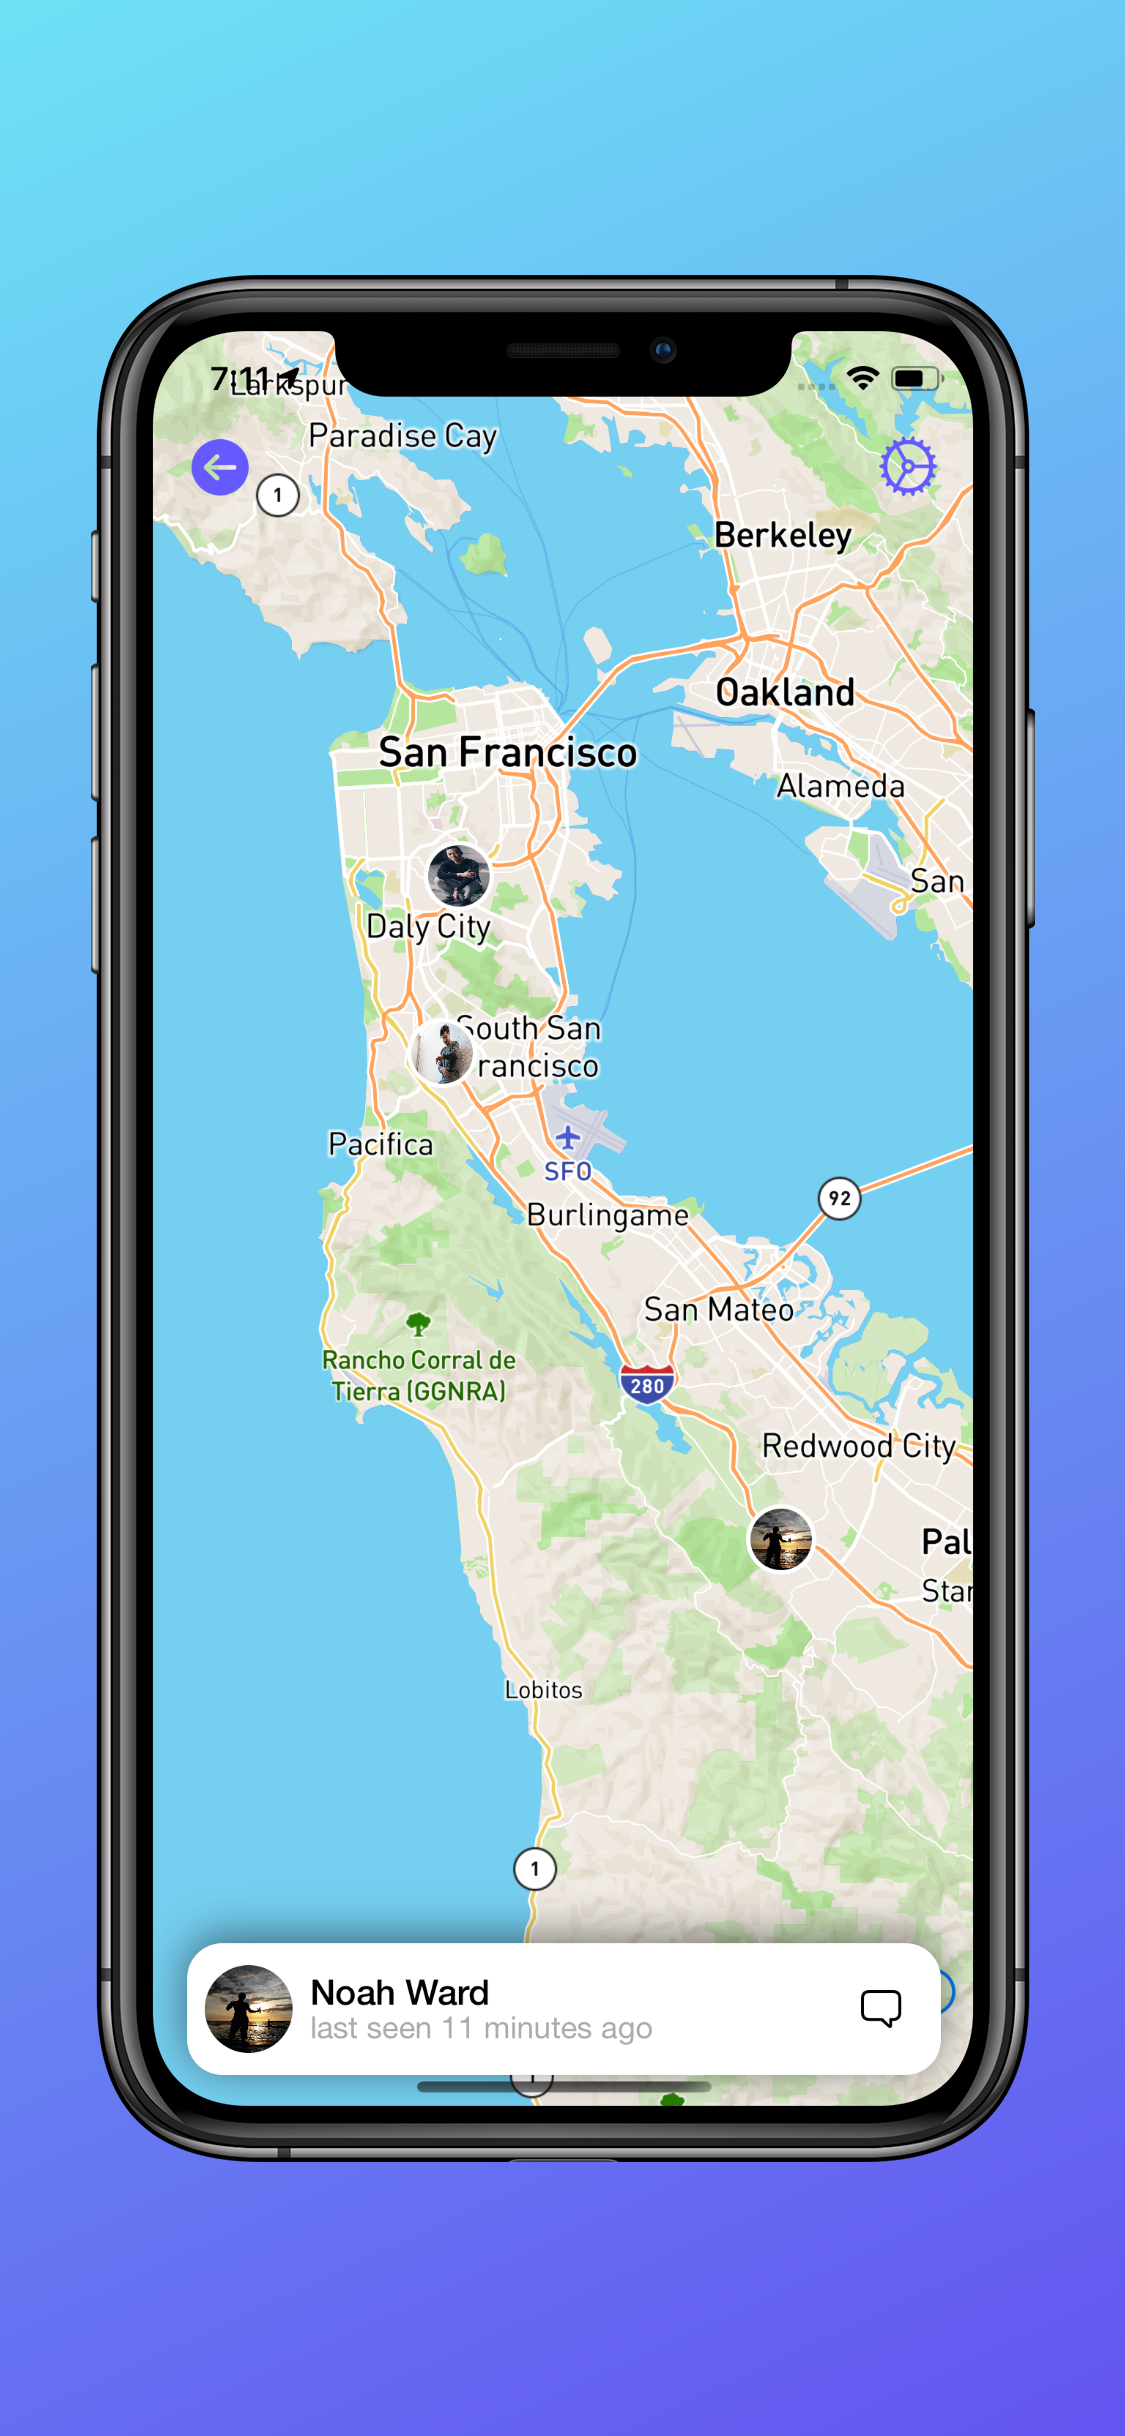 7:11
Larkspur
Paradise Cay
1
Berkeley
Oakland
San Francisco
Alameda
San
Daly City
South San
rancisco
Pacifica
SFO
92
Burlingame
San Mateo
Rancho Corral de
Tierra (GGNRA)
280
Redwood City
Pal
Star
Lobitos
1
Noah Ward
last seen 11 minutes ago